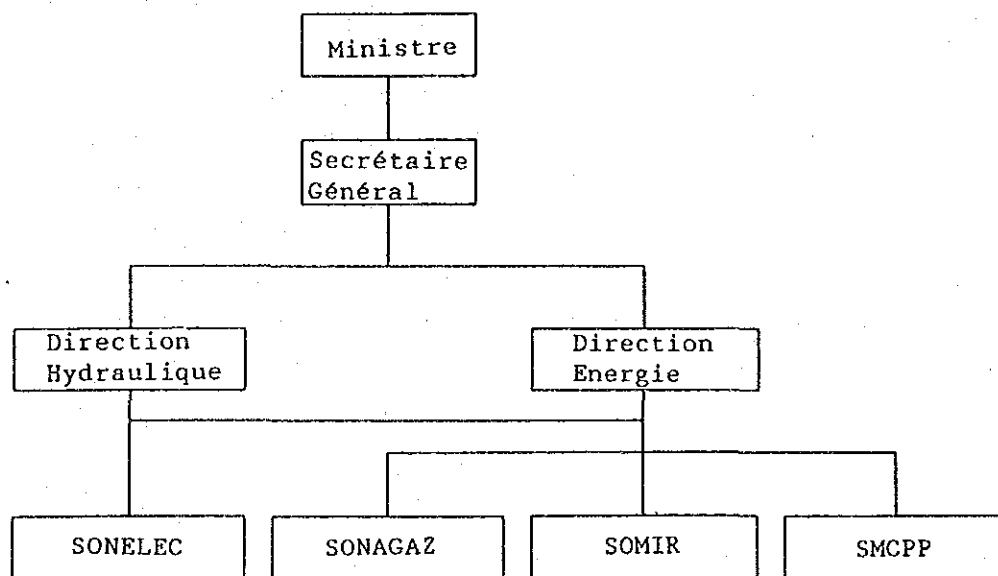 Ministre
Secrétaire
Général
Direction
Hydraulique
Direction
Energie
SONELEC
SONAGAZ
SOMIR
SMCPP